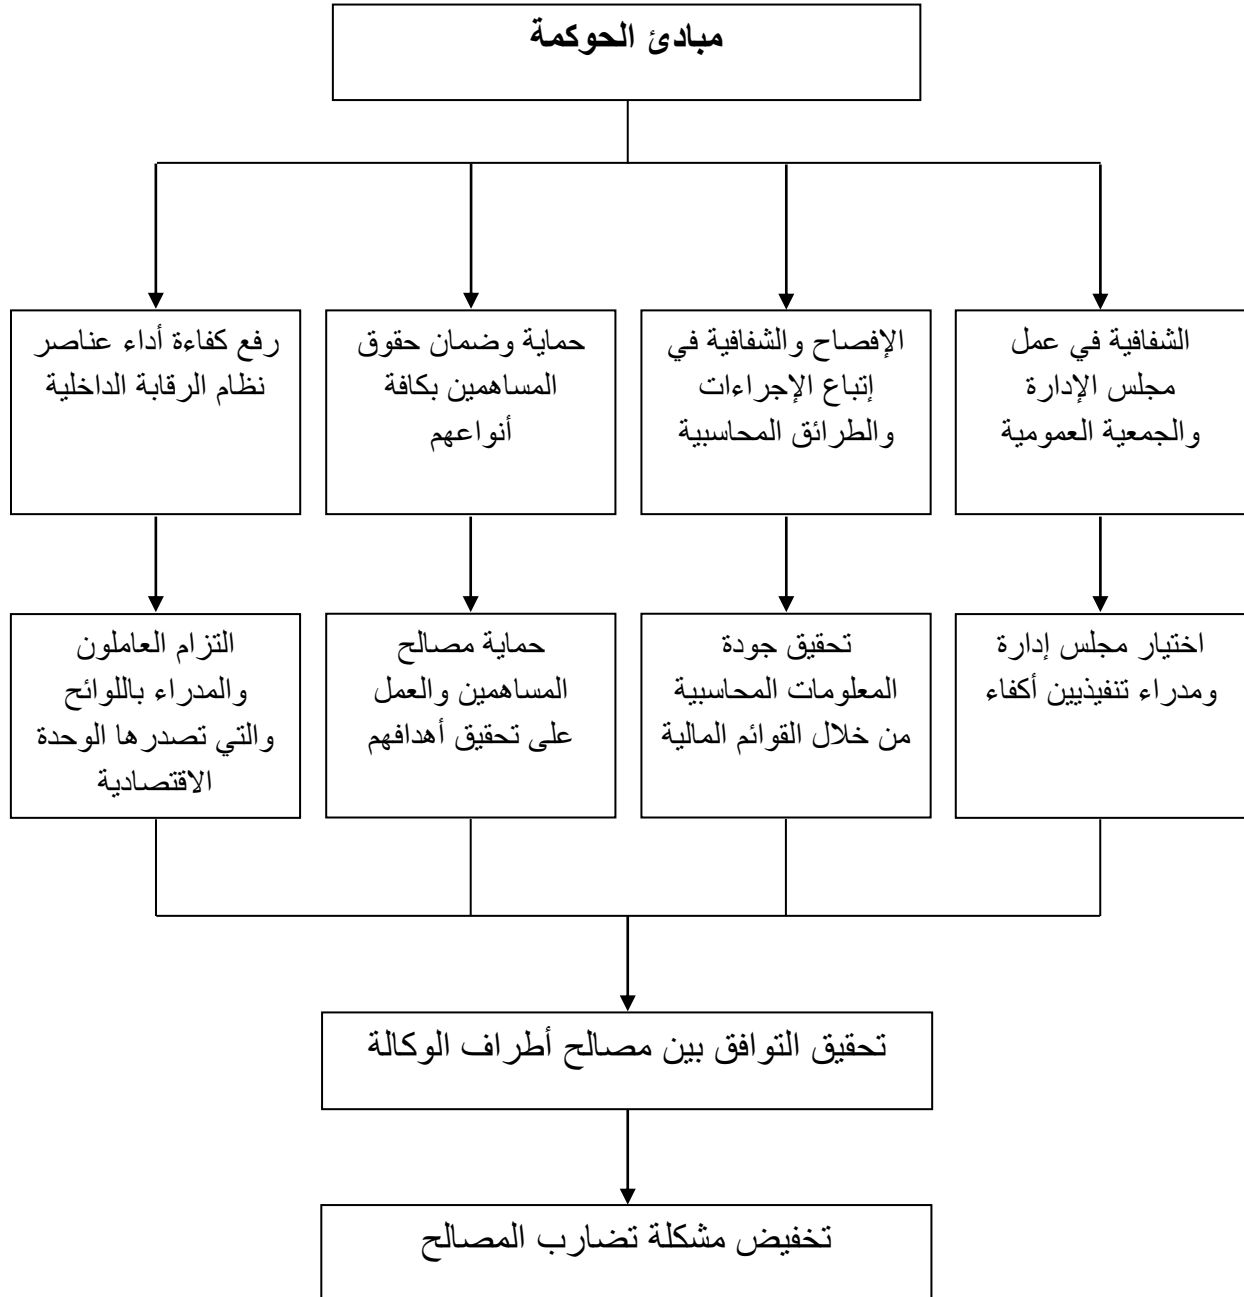 مبادئ الحوكمة
الشفافية في عمل
مجلس الإدارة
والجمعية العمومية
الإفصاح والشفافية في
إتباع الإجراءات
والطرائق المحاسبية
حماية وضمان حقوق
المساهمين بكافة
أنواعهم
رفع كفاءة أداء عناصر
نظام الرقابة الداخلية
اختيار مجلس إدارة
ومدراء تنفيذيين أكفاء
تحقيق جودة
المعلومات المحاسبية
من خلال القوائم المالية
حماية مصالح
المساهمين والعمل
على تحقيق أهدافهم
التزام العاملون
والمدراء باللوائح
والتي تصدرها الوحدة
الاقتصادية
تحقيق التوافق بين مصالح أطراف الوكالة
تخفيض مشكلة تضارب المصالح